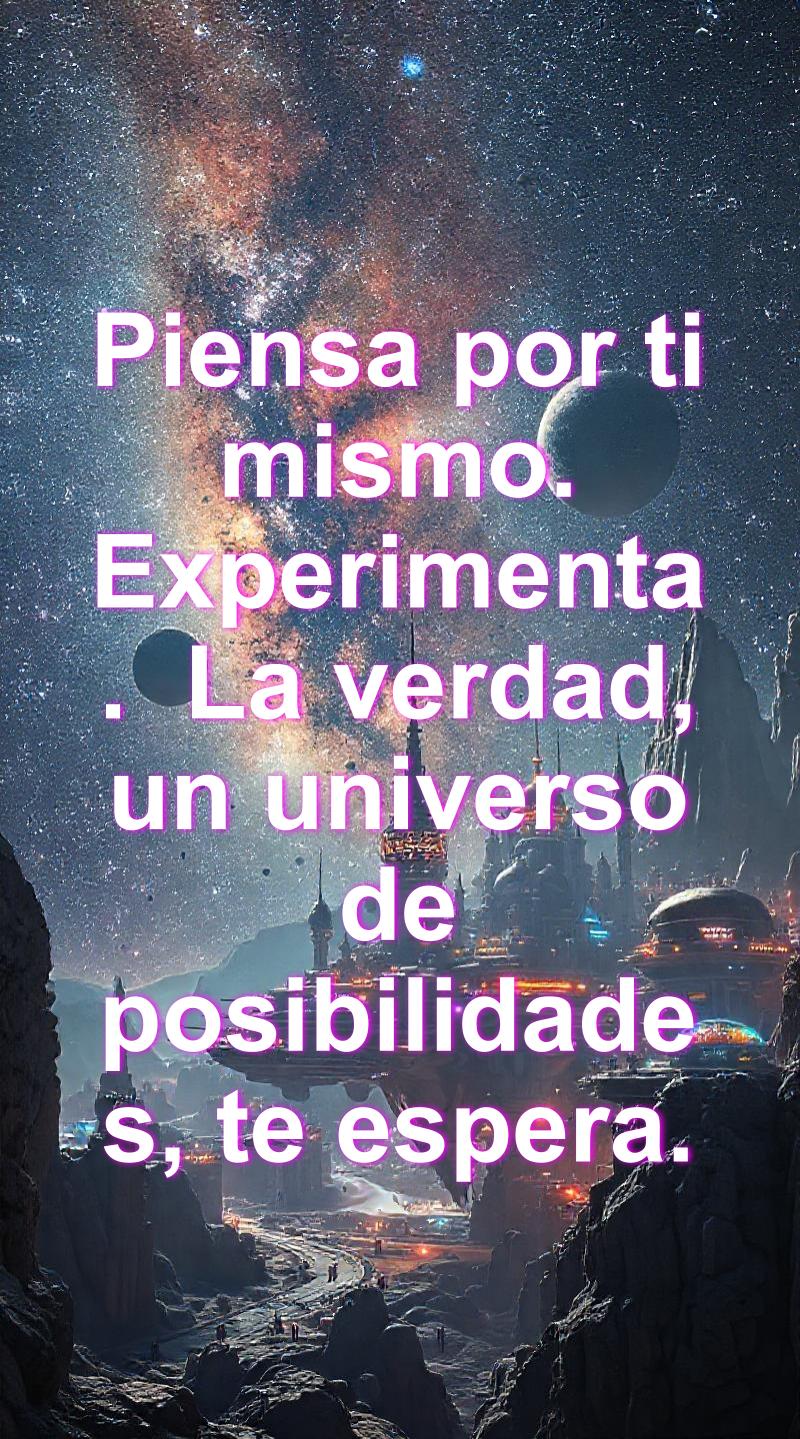 Piensa por ti
mismo.
Experimenta
.  La verdad,
un universo
de
posibilidade
s, te espera.